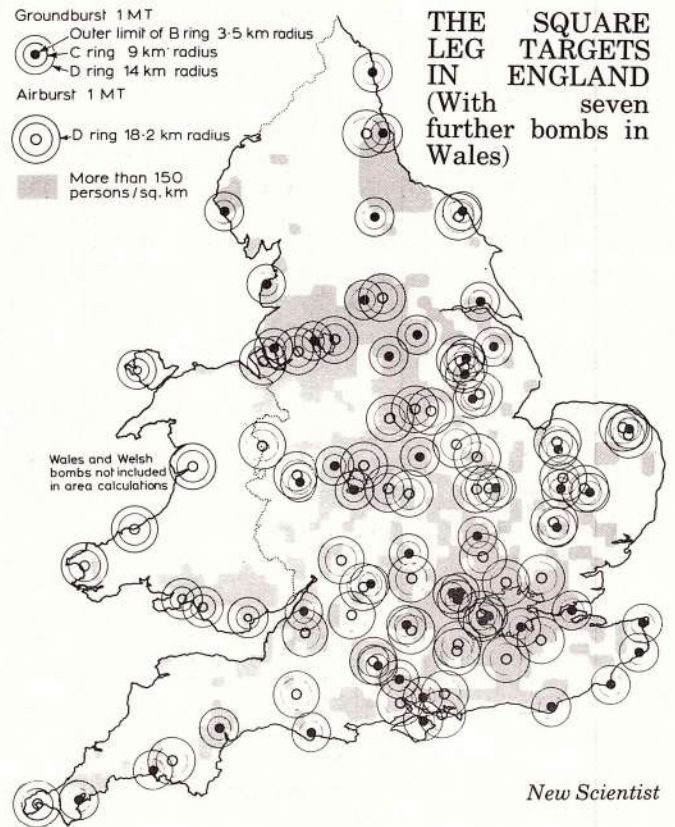 Groundburst 1 MT
Outer limit of B ring 3·5 km radius
C ring 9 km radius
D ring 14 km radius
Airburst 1 MT
D ring 18·2 km radius
More than 150
persons/sq. km
THE SQUARE
LEG TARGETS
IN ENGLAND
(With seven
further bombs in
Wales)
Wales and Welsh
bombs not included
in area calculations
New Scientist